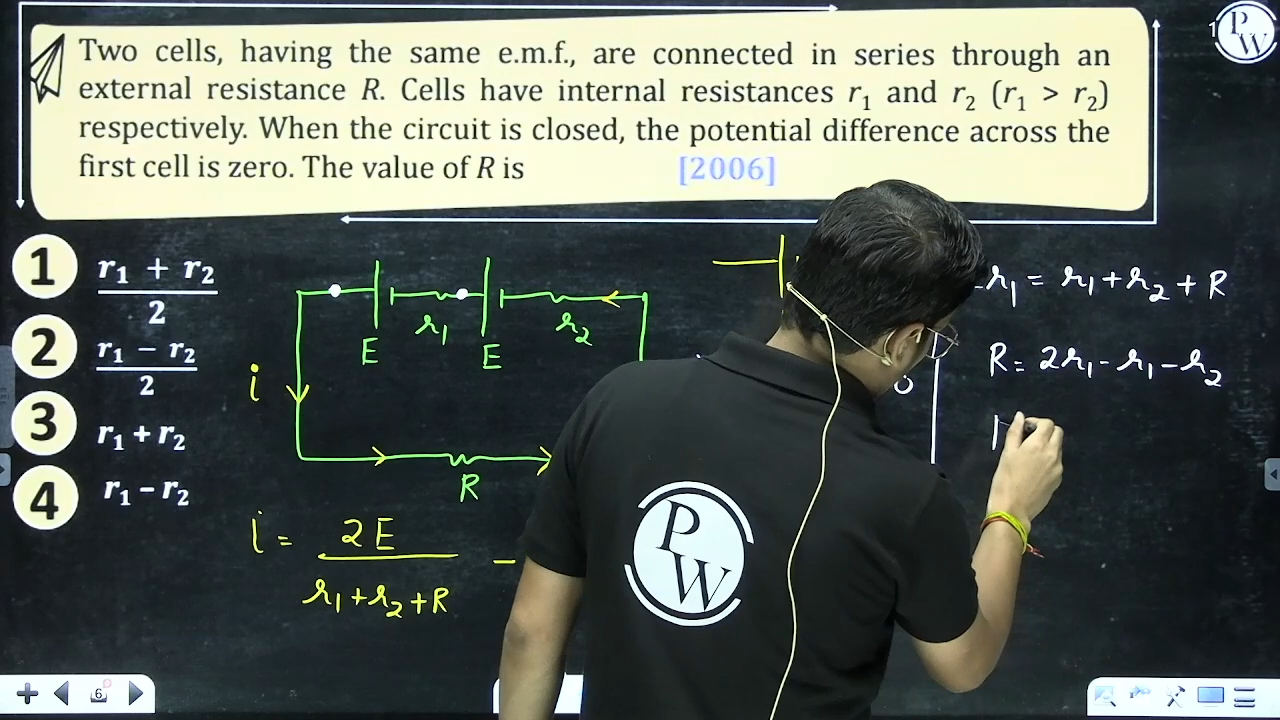 Two cells, having the same e.m.f., are connected in series through an
external resistance R. Cells have internal resistances r₁ and r₂ (r₁ > r₂)
respectively. When the circuit is closed, the potential difference across the
first cell is zero. The value of R is [2006]
PW
1 (r₁ + r₂)/2
2 (r₁ − r₂)/2
3 r₁ + r₂
4 r₁ − r₂
E r₁ E r₂
i
R
i = 2E/(r₁+r₂+R) −
r₁ = r₁+r₂+R
R = 2r₁-r₁-r₂
0
PW
6